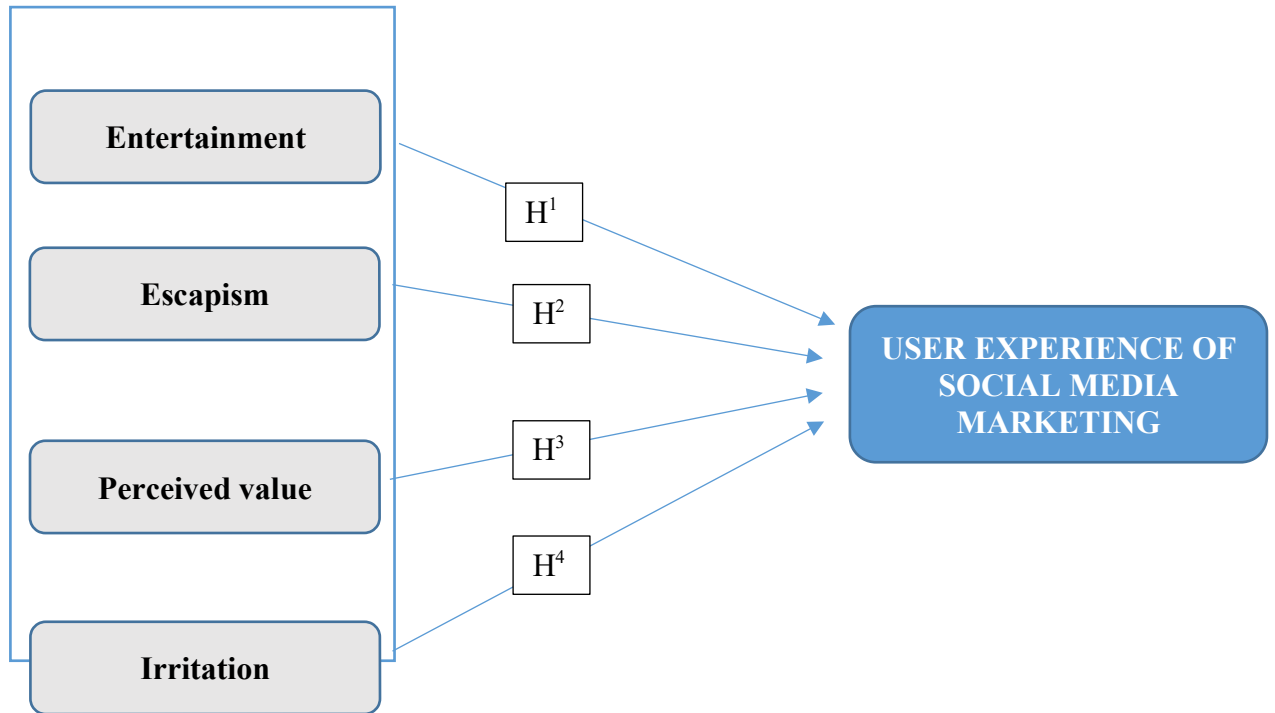 Entertainment
H¹
Escapism
H²
USER EXPERIENCE OF
SOCIAL MEDIA
MARKETING
Perceived value
H³
H⁴
Irritation